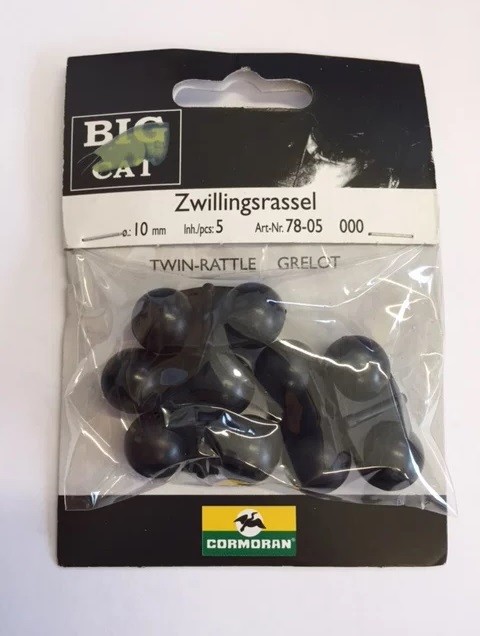 BIG
CAT
Zwillingsrassel
ø.: 10 mm Inh./pcs: 5 Art-Nr. 78-05 000
TWIN-RATTLE GRELOT
CORMORAN®